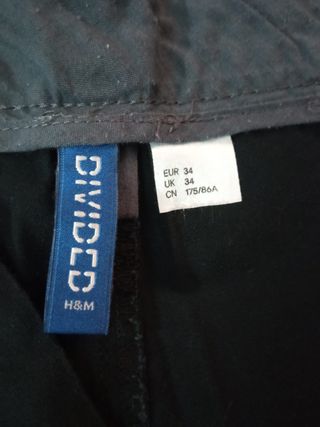 DIVIDED
H&M
EUR 34
UK 34
CN 175/86A